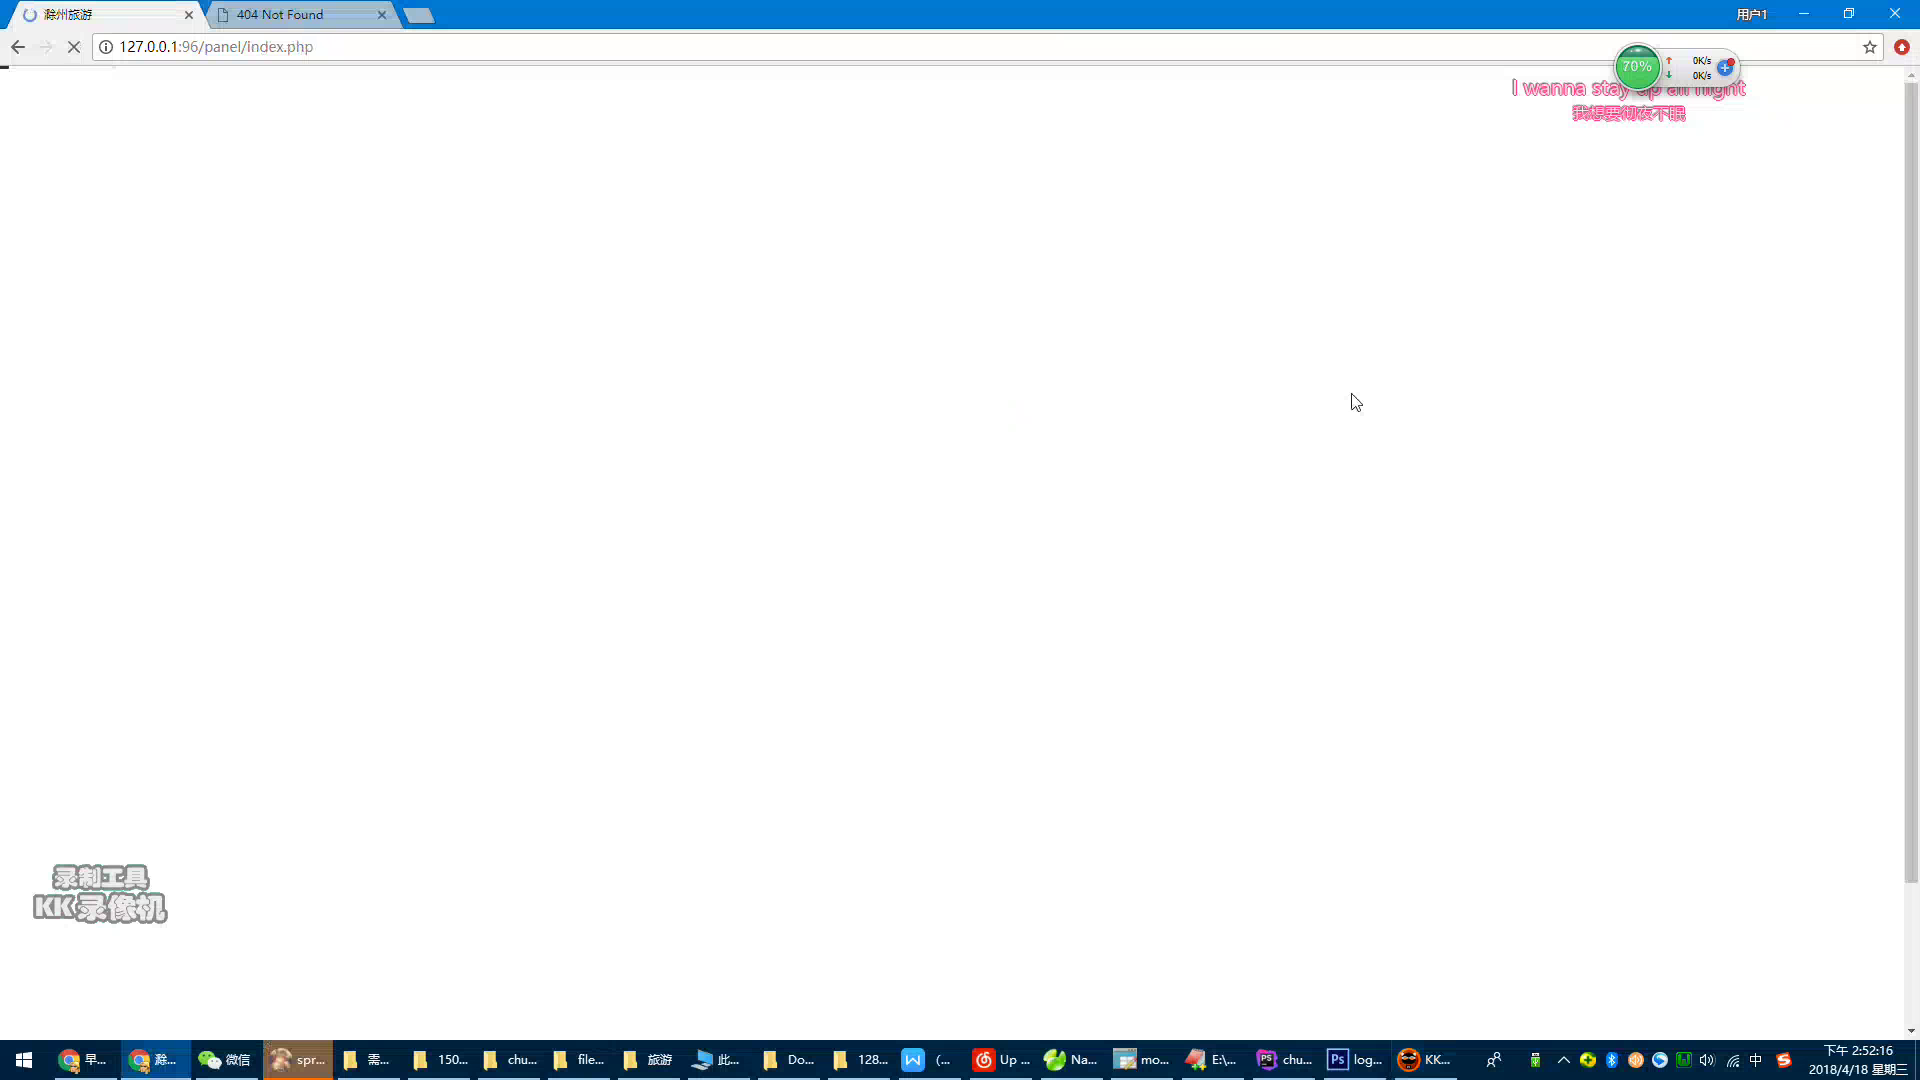 滁州旅游
404 Not Found
用户1
127.0.0.1:96/panel/index.php
70%
0K/s
0K/s
I wanna stay up all night
我想要彻夜不眠
录制工具
KK录像机
早...
滁...
微信
spr...
需...
150...
chu...
file...
旅游
此...
Do...
128...
(...
Up ...
Na...
mo...
E:\...
chu...
log...
KK...
中
下午 2:52:16
2018/4/18 星期三